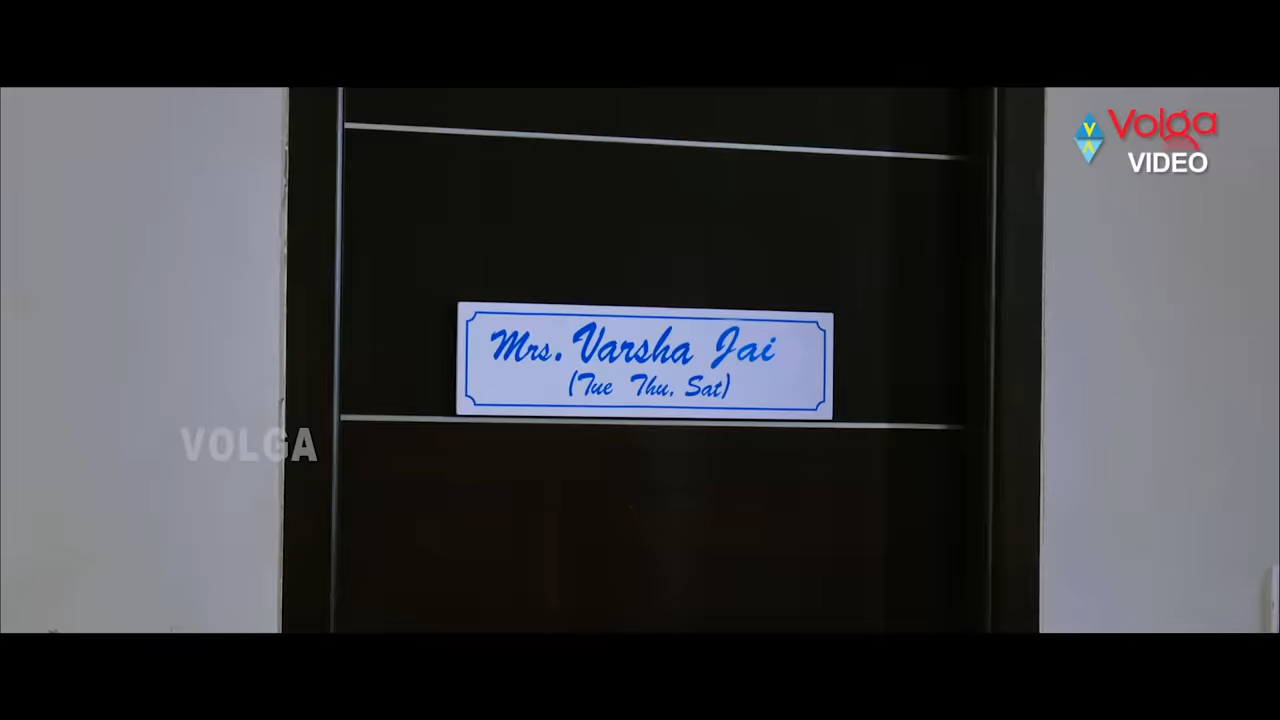 Volga
VIDEO
Mrs. Varsha Jai
(Tue Thu, Sat)
VOLGA